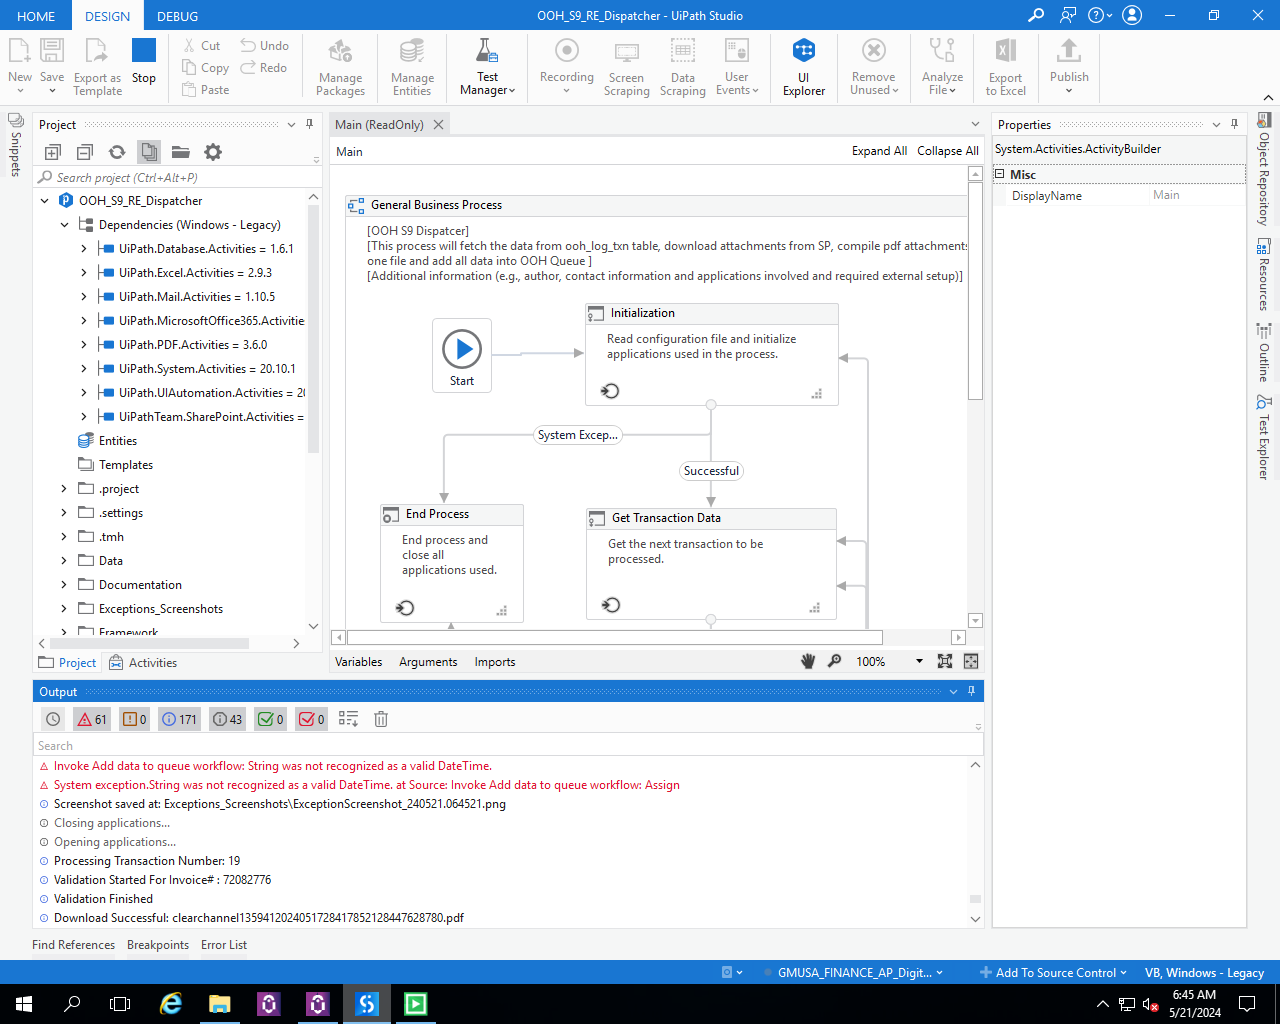 HOME
DESIGN
DEBUG
OOH_S9_RE_Dispatcher - UiPath Studio
New
Save
Export as Template
Stop
Cut
Copy
Paste
Undo
Redo
Manage Packages
Manage Entities
Test Manager
Recording
Screen Scraping
Data Scraping
User Events
UI Explorer
Remove Unused
Analyze File
Export to Excel
Publish
Snippets
Project
Search project (Ctrl+Alt+P)
OOH_S9_RE_Dispatcher
Dependencies (Windows - Legacy)
UiPath.Database.Activities = 1.6.1
UiPath.Excel.Activities = 2.9.3
UiPath.Mail.Activities = 1.10.5
UiPath.MicrosoftOffice365.Activitie
UiPath.PDF.Activities = 3.6.0
UiPath.System.Activities = 20.10.1
UiPath.UIAutomation.Activities = 20
UiPathTeam.SharePoint.Activities =
Entities
Templates
.project
.settings
.tmh
Data
Documentation
Exceptions_Screenshots
Framework
Project
Activities
Main (ReadOnly)
Main
Expand All
Collapse All
General Business Process
[OOH S9 Dispatcer]
[This process will fetch the data from ooh_log_txn table, download attachments from SP, compile pdf attachments
one file and add all data into OOH Queue ]
[Additional information (e.g., author, contact information and applications involved and required external setup)]
Start
Initialization
Read configuration file and initialize
applications used in the process.
System Excep...
Successful
End Process
End process and
close all
applications used.
Get Transaction Data
Get the next transaction to be
processed.
Variables
Arguments
Imports
100%
Properties
System.Activities.ActivityBuilder
Misc
DisplayName
Main
Object Repository
Resources
Outline
Test Explorer
Output
61
0
171
43
0
0
Search
Invoke Add data to queue workflow: String was not recognized as a valid DateTime.
System exception.String was not recognized as a valid DateTime. at Source: Invoke Add data to queue workflow: Assign
Screenshot saved at: Exceptions_Screenshots\ExceptionScreenshot_240521.064521.png
Closing applications...
Opening applications...
Processing Transaction Number: 19
Validation Started For Invoice# : 72082776
Validation Finished
Download Successful: clearchannel1359412024051728417852128447628780.pdf
Find References
Breakpoints
Error List
GMUSA_FINANCE_AP_Digit...
Add To Source Control
VB, Windows - Legacy
6:45 AM
5/21/2024